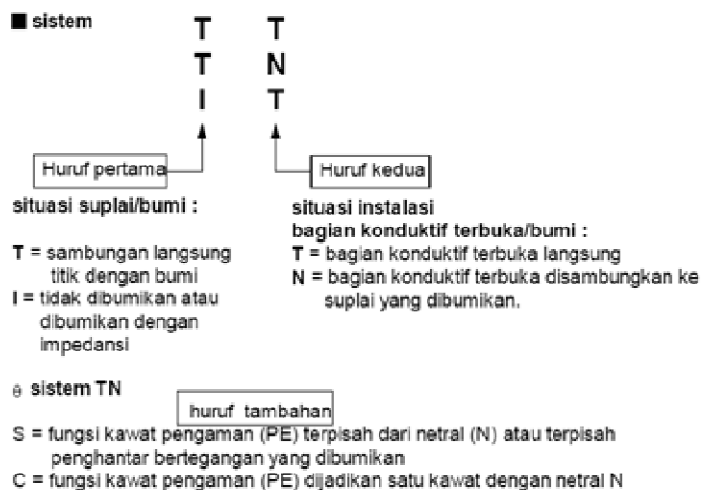 ■ sistem
T T
T N
I T
Huruf pertama
Huruf kedua
situasi suplai/bumi :
T = sambungan langsung
titik dengan bumi
I = tidak dibumikan atau
dibumikan dengan
impedansi
situasi instalasi
bagian konduktif terbuka/bumi :
T = bagian konduktif terbuka langsung
N = bagian konduktif terbuka disambungkan ke
suplai yang dibumikan.
θ sistem TN
huruf tambahan
S = fungsi kawat pengaman (PE) terpisah dari netral (N) atau terpisah
penghantar bertegangan yang dibumikan
C = fungsi kawat pengaman (PE) dijadikan satu kawat dengan netral N